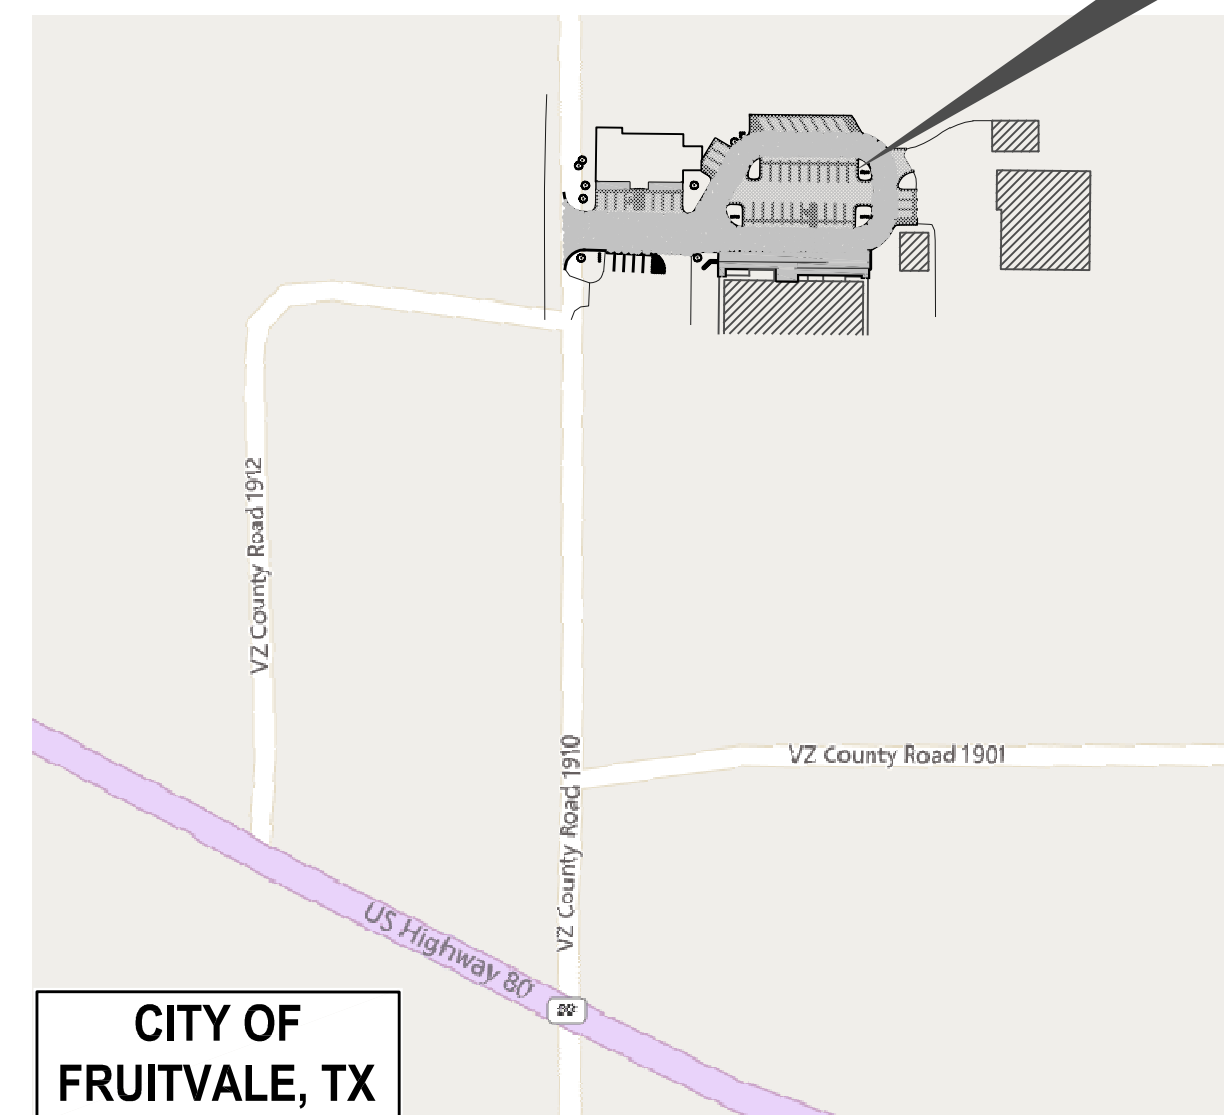 VZ County Road 1912
VZ County Road 1910
VZ County Road 1901
US Highway 80
80
CITY OF
FRUITVALE, TX